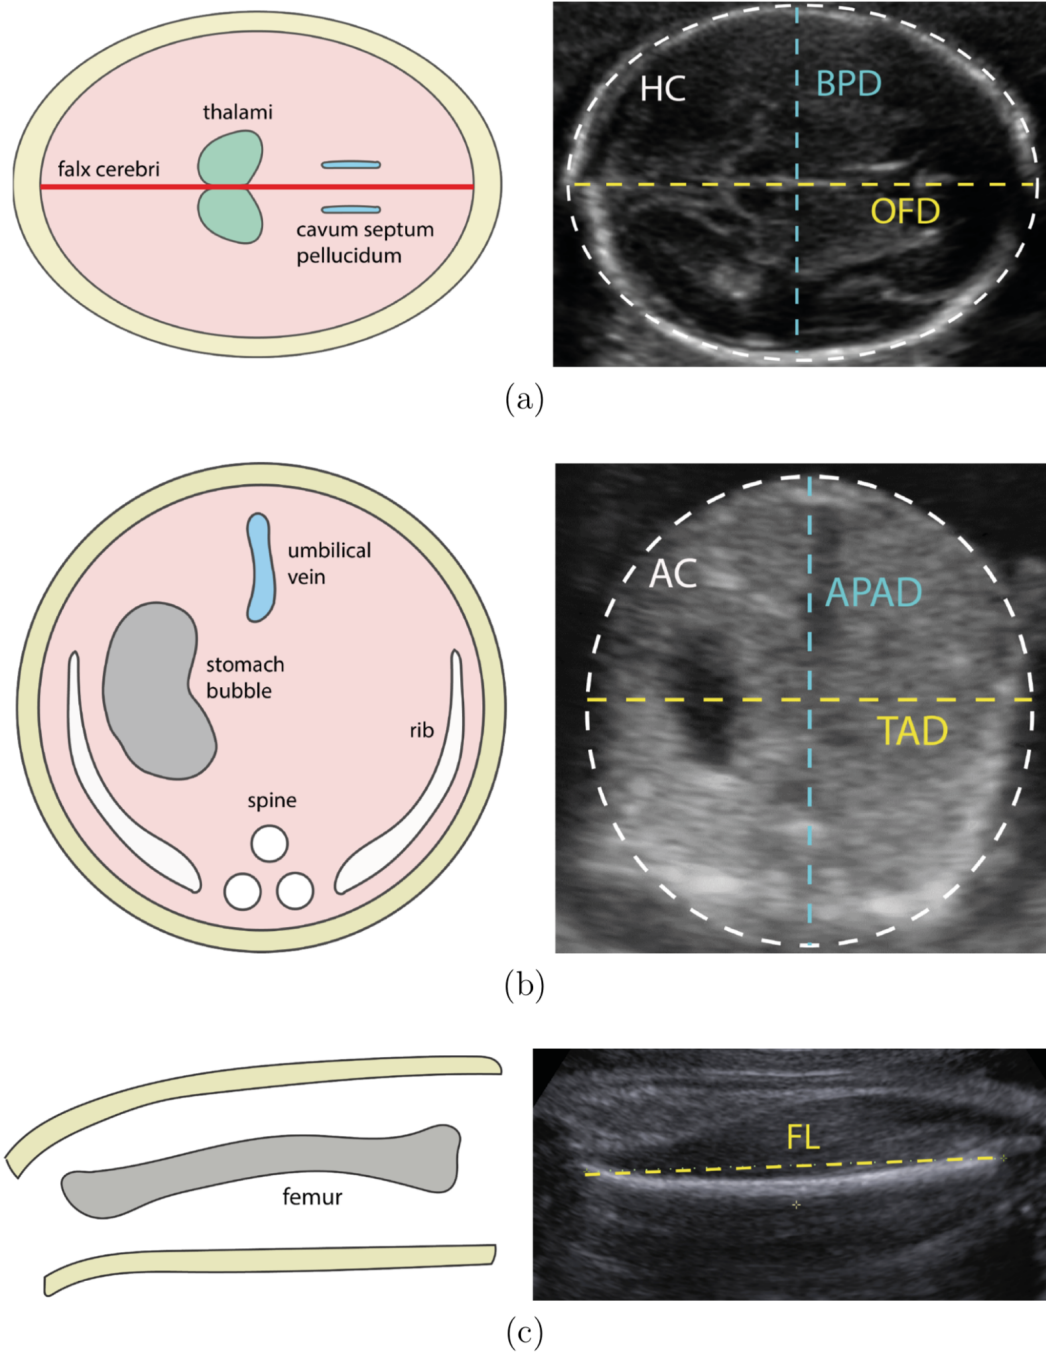 thalami
falx cerebri
cavum septum
pellucidum
HC
BPD
OFD
(a)
umbilical
vein
stomach
bubble
rib
spine
AC
APAD
TAD
(b)
femur
FL
(c)